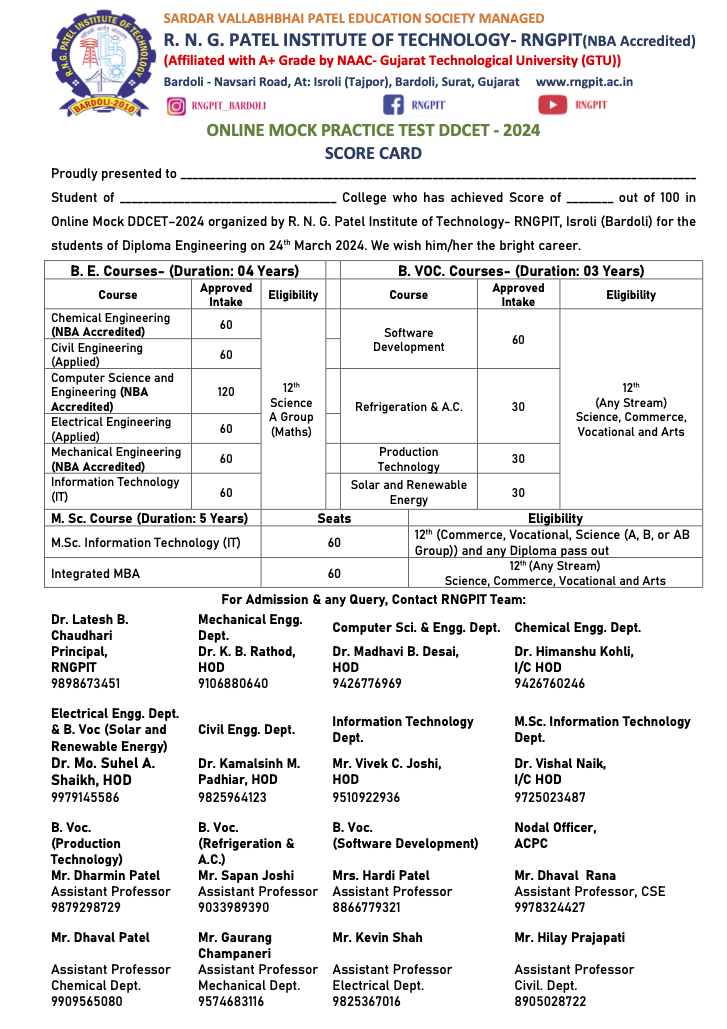 R. N. G. PATEL INSTITUTE OF TECHNOLOGY
BARDOLI-2010
SARDAR VALLABHBHAI PATEL EDUCATION SOCIETY MANAGED
R. N. G. PATEL INSTITUTE OF TECHNOLOGY- RNGPIT(NBA Accredited)
(Affiliated with A+ Grade by NAAC- Gujarat Technological University (GTU))
Bardoli - Navsari Road, At: Isroli (Tajpor), Bardoli, Surat, Gujarat www.rngpit.ac.in
RNGPIT_BARDOLI RNGPIT RNGPIT
ONLINE MOCK PRACTICE TEST DDCET - 2024
SCORE CARD
Proudly presented to ______________________________
Student of ______________________________ College who has achieved Score of _______ out of 100 in
Online Mock DDCET–2024 organized by R. N. G. Patel Institute of Technology- RNGPIT, Isroli (Bardoli) for the
students of Diploma Engineering on 24th March 2024. We wish him/her the bright career.
B. E. Courses- (Duration: 04 Years) B. VOC. Courses- (Duration: 03 Years)
Course Approved Intake Eligibility Course Approved Intake Eligibility
Chemical Engineering
(NBA Accredited)
60
Civil Engineering
(Applied)
60
Computer Science and
Engineering (NBA
Accredited)
120
Electrical Engineering
(Applied)
60
Mechanical Engineering
(NBA Accredited)
60
Information Technology
(IT)
60
12th
Science
A Group
(Maths)
Software
Development
60
Refrigeration & A.C.
30
Production
Technology
30
Solar and Renewable
Energy
30
12th
(Any Stream)
Science, Commerce,
Vocational and Arts
M. Sc. Course (Duration: 5 Years) Seats Eligibility
M.Sc. Information Technology (IT) 60
12th (Commerce, Vocational, Science (A, B, or AB
Group)) and any Diploma pass out
Integrated MBA 60
12th (Any Stream)
Science, Commerce, Vocational and Arts
For Admission & any Query, Contact RNGPIT Team:
Dr. Latesh B.
Chaudhari
Principal,
RNGPIT
9898673451
Mechanical Engg.
Dept.
Dr. K. B. Rathod,
HOD
9106880640
Computer Sci. & Engg. Dept.
Dr. Madhavi B. Desai,
HOD
9426776969
Chemical Engg. Dept.
Dr. Himanshu Kohli,
I/C HOD
9426760246
Electrical Engg. Dept.
& B. Voc (Solar and
Renewable Energy)
Dr. Mo. Suhel A.
Shaikh, HOD
9979145586
Civil Engg. Dept.
Dr. Kamalsinh M.
Padhiar, HOD
9825964123
Information Technology
Dept.
Mr. Vivek C. Joshi,
HOD
9510922936
M.Sc. Information Technology
Dept.
Dr. Vishal Naik,
I/C HOD
9725023487
B. Voc.
(Production
Technology)
Mr. Dharmin Patel
Assistant Professor
9879298729
B. Voc.
(Refrigeration &
A.C.)
Mr. Sapan Joshi
Assistant Professor
9033989390
B. Voc.
(Software Development)
Mrs. Hardi Patel
Assistant Professor
8866779321
Nodal Officer,
ACPC
Mr. Dhaval Rana
Assistant Professor, CSE
9978324427
Mr. Dhaval Patel
Assistant Professor
Chemical Dept.
9909565080
Mr. Gaurang
Champaneri
Assistant Professor
Mechanical Dept.
9574683116
Mr. Kevin Shah
Assistant Professor
Electrical Dept.
9825367016
Mr. Hilay Prajapati
Assistant Professor
Civil. Dept.
8905028722